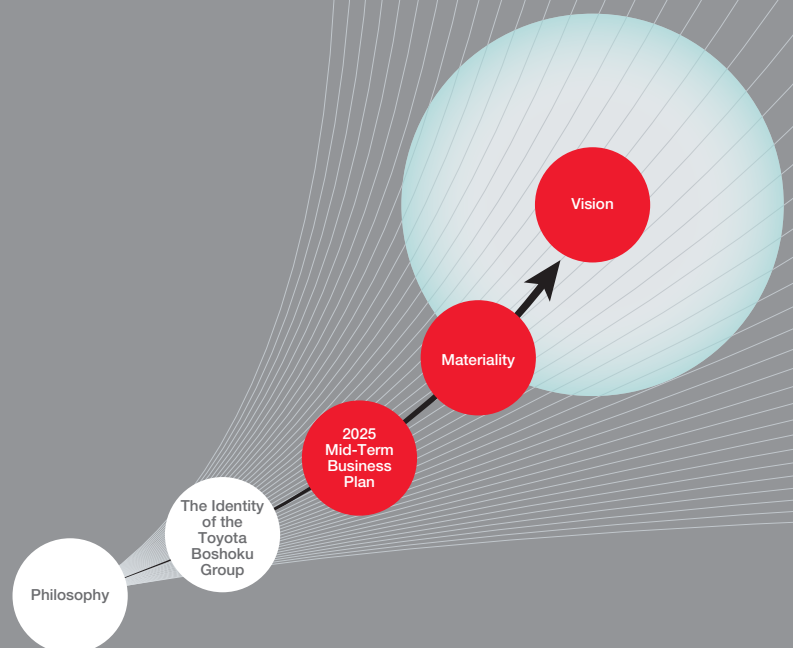 Vision
Materiality
2025
Mid-Term
Business
Plan
The Identity
of the
Toyota
Boshoku
Group
Philosophy